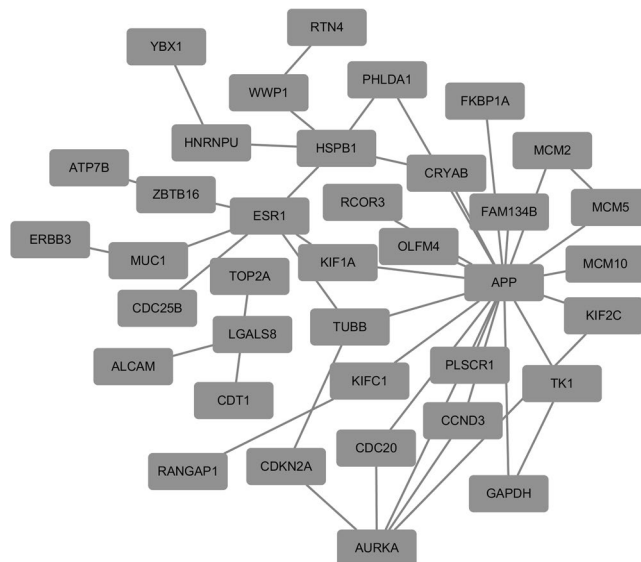 RTN4
YBX1
PHLDA1
WWP1
FKBP1A
HNRNPU
HSPB1
MCM2
ATP7B
CRYAB
ZBTB16
RCOR3
FAM134B
MCM5
ESR1
ERBB3
OLFM4
MUC1
KIF1A
MCM10
TOP2A
APP
CDC25B
KIF2C
LGALS8
TUBB
ALCAM
PLSCR1
KIFC1
TK1
CDT1
CCND3
CDC20
RANGAP1
CDKN2A
GAPDH
AURKA